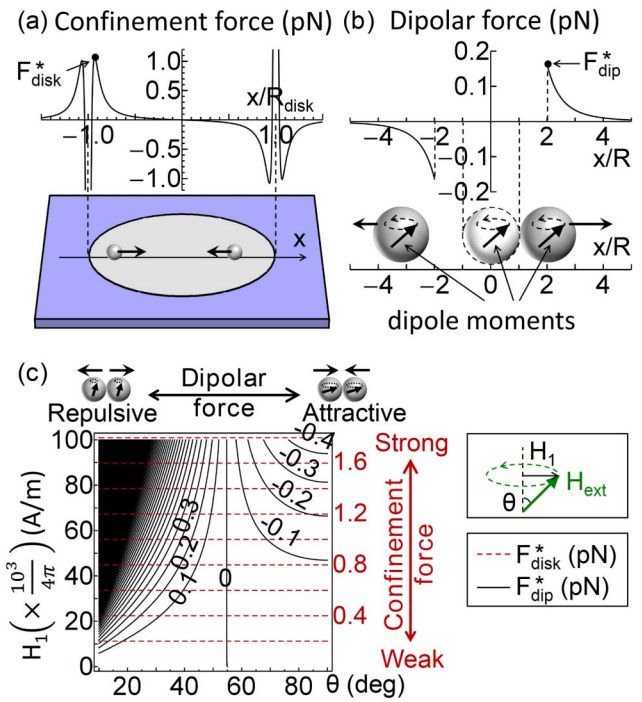 (a) Confinement force (pN)
F*disk
1.0
0.5
x/Rdisk
−1.0
1.0
−0.5
−1.0
x
(b) Dipolar force (pN)
0.2
F*dip
0.1
−4 −2 2 4
x/R
−0.1
−0.2
x/R
−4 −2 0 2 4
dipole moments
(c)
Dipolar
force
Repulsive
Attractive
H1(× 10³/4π) (A/m)
100
80
60
40
20
0
20 40 60 80 θ (deg)
0.3
0.2
0.1
0
−0.1
−0.2
−0.3
−0.4
1.6
1.2
0.8
0.4
Strong
Confinement
force
Weak
H1
Hext
θ
F*disk (pN)
F*dip (pN)